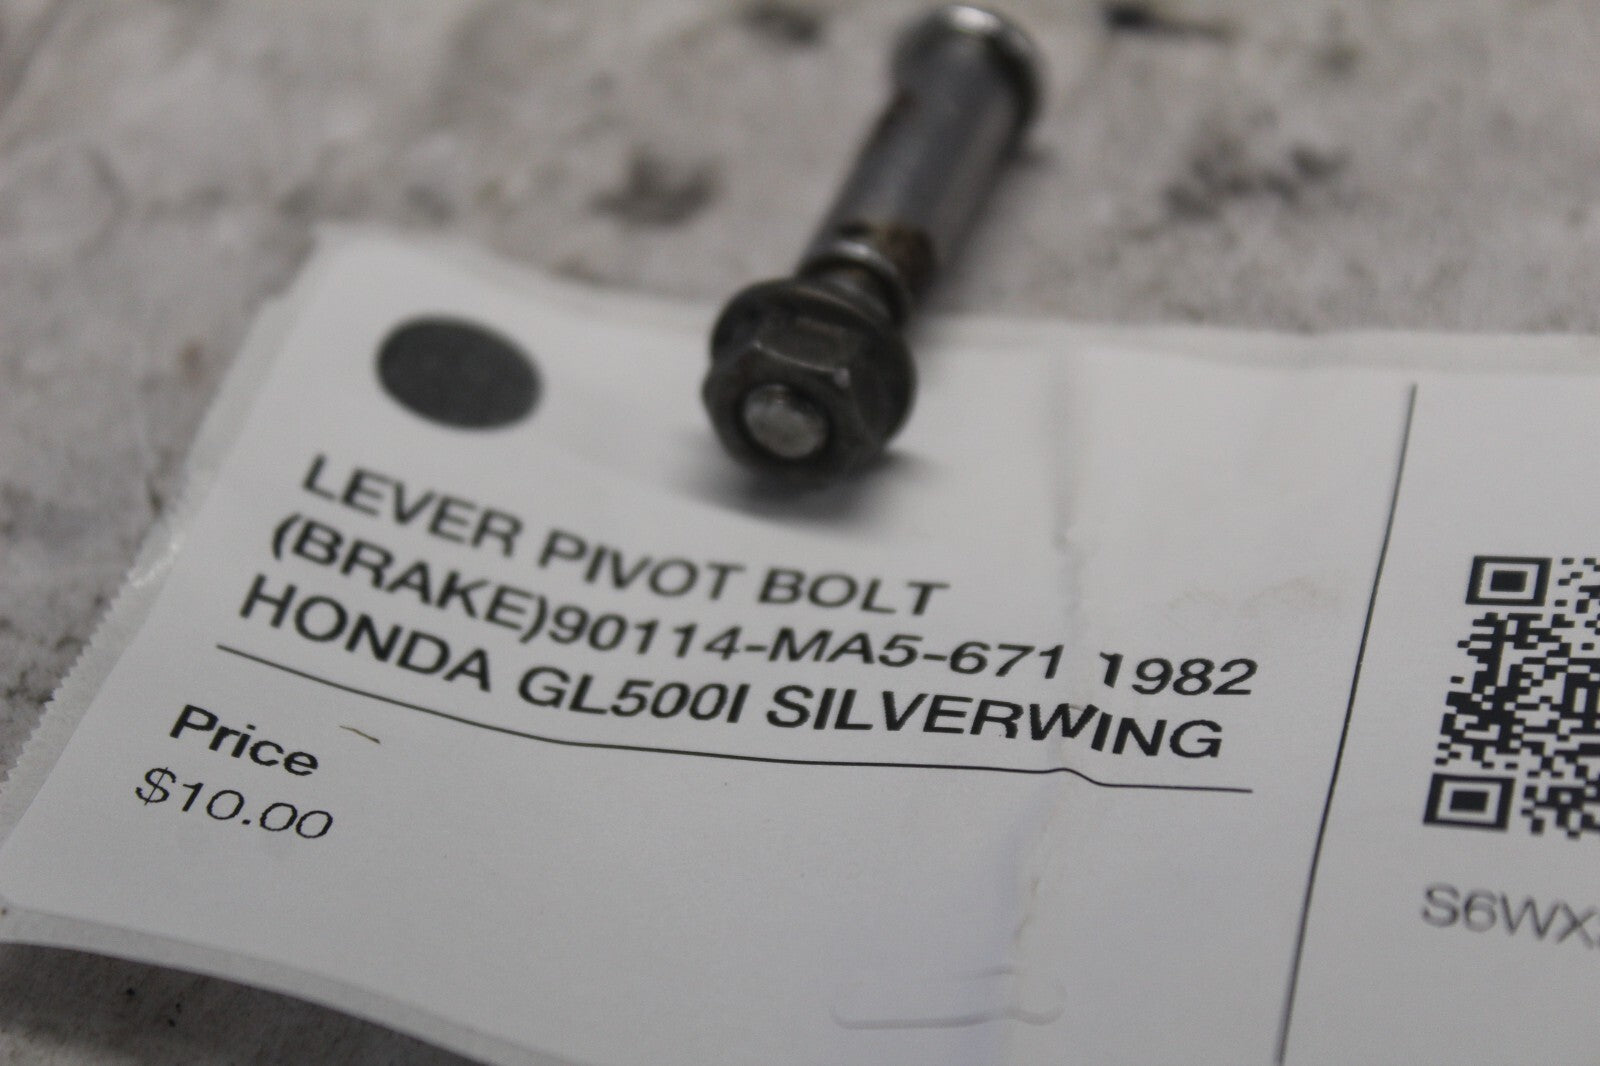 LEVER PIVOT BOLT
(BRAKE)90114-MA5-671 1982
HONDA GL500I SILVERWING
Price
$10.00